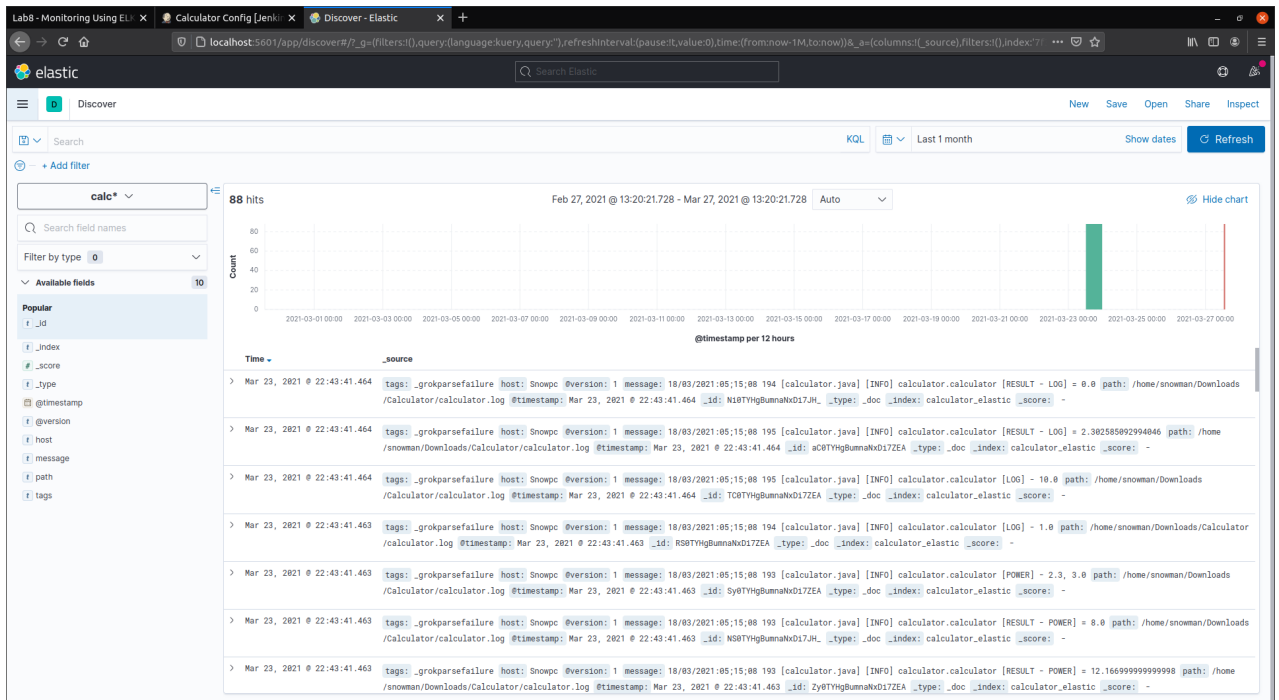 Lab8 - Monitoring Using ELK
Calculator Config [Jenki
Discover - Elastic
localhost:5601/app/discover#/?_g=(filters:!(),query:(language:kuery,query:''),refreshInterval:(pause:!t,value:0),time:(from:now-1M,to:now))&_a=(columns:!(_source),filters:!(),index:'7
elastic
Search Elastic
D Discover
New Save Open Share Inspect
Search
KQL
Last 1 month
Show dates
Refresh
+ Add filter
calc*
Search field names
Filter by type 0
Available fields 10
Popular
t _id
t _index
# _score
t _type
@timestamp
t @version
t host
t message
t path
t tags
88 hits
Feb 27, 2021 @ 13:20:21.728 - Mar 27, 2021 @ 13:20:21.728
Auto
Hide chart
80
60
40
20
0
Count
2021-03-01 00:00 2021-03-03 00:00 2021-03-05 00:00 2021-03-07 00:00 2021-03-09 00:00 2021-03-11 00:00 2021-03-13 00:00 2021-03-15 00:00 2021-03-17 00:00 2021-03-19 00:00 2021-03-21 00:00 2021-03-23 00:00 2021-03-25 00:00 2021-03-27 00:00
@timestamp per 12 hours
Time _source
Mar 23, 2021 @ 22:43:41.464 tags: _grokparsefailure host: Snowpc @version: 1 message: 18/03/2021:05;15;08 194 [calculator.java] [INFO] calculator.calculator [RESULT - LOG] = 0.0 path: /home/snowman/Downloads
/Calculator/calculator.log @timestamp: Mar 23, 2021 @ 22:43:41.464 _id: Ni0TYHgBumnaNxDi7JH_ _type: _doc _index: calculator_elastic _score: -
Mar 23, 2021 @ 22:43:41.464 tags: _grokparsefailure host: Snowpc @version: 1 message: 18/03/2021:05;15;08 195 [calculator.java] [INFO] calculator.calculator [RESULT - LOG] = 2.302585092994046 path: /home
/snowman/Downloads/Calculator/calculator.log @timestamp: Mar 23, 2021 @ 22:43:41.464 _id: aC0TYHgBumnaNxDi7ZEA _type: _doc _index: calculator_elastic _score: -
Mar 23, 2021 @ 22:43:41.464 tags: _grokparsefailure host: Snowpc @version: 1 message: 18/03/2021:05;15;08 195 [calculator.java] [INFO] calculator.calculator [LOG] - 10.0 path: /home/snowman/Downloads
/Calculator/calculator.log @timestamp: Mar 23, 2021 @ 22:43:41.464 _id: TC0TYHgBumnaNxDi7ZEA _type: _doc _index: calculator_elastic _score: -
Mar 23, 2021 @ 22:43:41.463 tags: _grokparsefailure host: Snowpc @version: 1 message: 18/03/2021:05;15;08 194 [calculator.java] [INFO] calculator.calculator [LOG] - 1.0 path: /home/snowman/Downloads/Calculator
/calculator.log @timestamp: Mar 23, 2021 @ 22:43:41.463 _id: RS0TYHgBumnaNxDi7ZEA _type: _doc _index: calculator_elastic _score: -
Mar 23, 2021 @ 22:43:41.463 tags: _grokparsefailure host: Snowpc @version: 1 message: 18/03/2021:05;15;08 193 [calculator.java] [INFO] calculator.calculator [POWER] - 2.3, 3.0 path: /home/snowman/Downloads
/Calculator/calculator.log @timestamp: Mar 23, 2021 @ 22:43:41.463 _id: Sy0TYHgBumnaNxDi7ZEA _type: _doc _index: calculator_elastic _score: -
Mar 23, 2021 @ 22:43:41.463 tags: _grokparsefailure host: Snowpc @version: 1 message: 18/03/2021:05;15;08 193 [calculator.java] [INFO] calculator.calculator [RESULT - POWER] = 8.0 path: /home/snowman/Downloads
/Calculator/calculator.log @timestamp: Mar 23, 2021 @ 22:43:41.463 _id: NS0TYHgBumnaNxDi7JH_ _type: _doc _index: calculator_elastic _score: -
Mar 23, 2021 @ 22:43:41.463 tags: _grokparsefailure host: Snowpc @version: 1 message: 18/03/2021:05;15;08 193 [calculator.java] [INFO] calculator.calculator [RESULT - POWER] = 12.166999999999998 path: /home
/snowman/Downloads/Calculator/calculator.log @timestamp: Mar 23, 2021 @ 22:43:41.463 _id: Zy0TYHgBumnaNxDi7ZEA _type: _doc _index: calculator_elastic _score: -